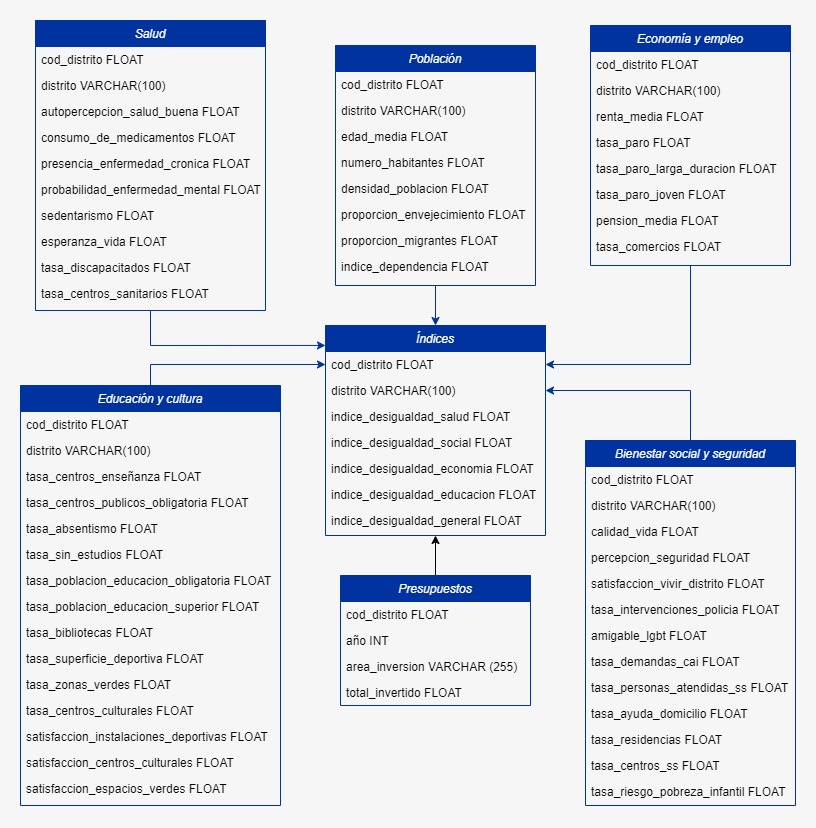 Salud
cod_distrito FLOAT
distrito VARCHAR(100)
autopercepcion_salud_buena FLOAT
consumo_de_medicamentos FLOAT
presencia_enfermedad_cronica FLOAT
probabilidad_enfermedad_mental FLOAT
sedentarismo FLOAT
esperanza_vida FLOAT
tasa_discapacitados FLOAT
tasa_centros_sanitarios FLOAT
Población
cod_distrito FLOAT
distrito VARCHAR(100)
edad_media FLOAT
numero_habitantes FLOAT
densidad_poblacion FLOAT
proporcion_envejecimiento FLOAT
proporcion_migrantes FLOAT
indice_dependencia FLOAT
Economía y empleo
cod_distrito FLOAT
distrito VARCHAR(100)
renta_media FLOAT
tasa_paro FLOAT
tasa_paro_larga_duracion FLOAT
tasa_paro_joven FLOAT
pension_media FLOAT
tasa_comercios FLOAT
Índices
cod_distrito FLOAT
distrito VARCHAR(100)
indice_desigualdad_salud FLOAT
indice_desigualdad_social FLOAT
indice_desigualdad_economia FLOAT
indice_desigualdad_educacion FLOAT
indice_desigualdad_general FLOAT
Educación y cultura
cod_distrito FLOAT
distrito VARCHAR(100)
tasa_centros_enseñanza FLOAT
tasa_centros_publicos_obligatoria FLOAT
tasa_absentismo FLOAT
tasa_sin_estudios FLOAT
tasa_poblacion_educacion_obligatoria FLOAT
tasa_poblacion_educacion_superior FLOAT
tasa_bibliotecas FLOAT
tasa_superficie_deportiva FLOAT
tasa_zonas_verdes FLOAT
tasa_centros_culturales FLOAT
satisfaccion_instalaciones_deportivas FLOAT
satisfaccion_centros_culturales FLOAT
satisfaccion_espacios_verdes FLOAT
Presupuestos
cod_distrito FLOAT
año INT
area_inversion VARCHAR (255)
total_invertido FLOAT
Bienestar social y seguridad
cod_distrito FLOAT
distrito VARCHAR(100)
calidad_vida FLOAT
percepcion_seguridad FLOAT
satisfaccion_vivir_distrito FLOAT
tasa_intervenciones_policia FLOAT
amigable_lgbt FLOAT
tasa_demandas_cai FLOAT
tasa_personas_atendidas_ss FLOAT
tasa_ayuda_domicilio FLOAT
tasa_residencias FLOAT
tasa_centros_ss FLOAT
tasa_riesgo_pobreza_infantil FLOAT